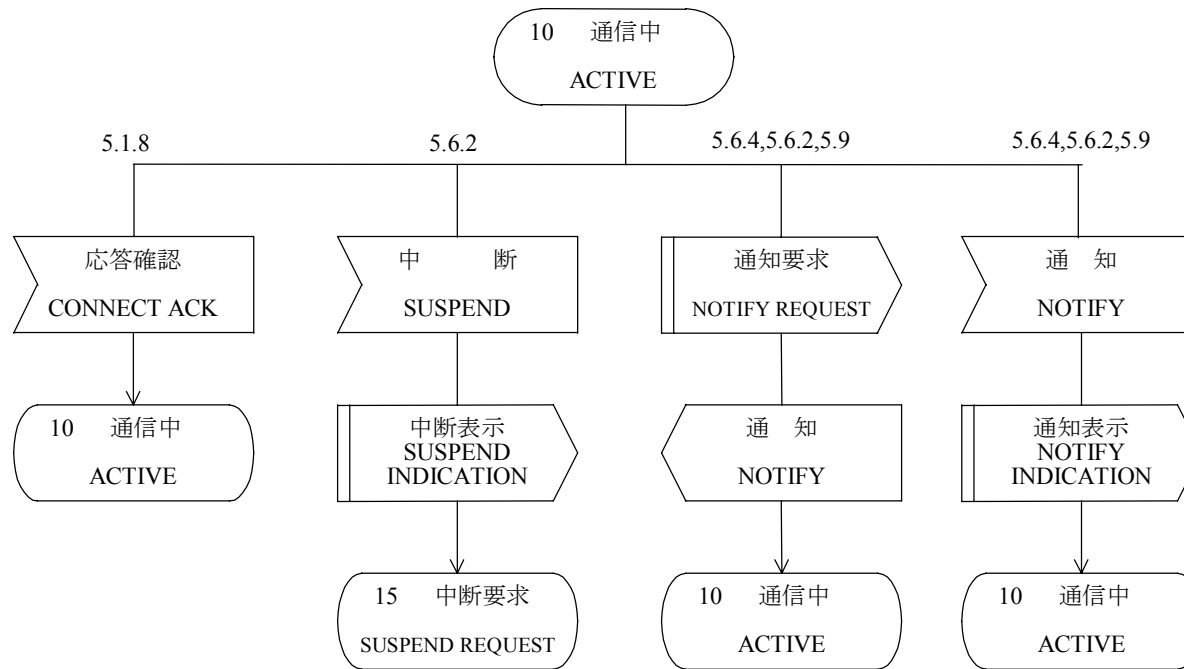 10 通信中
ACTIVE
5.1.8 5.6.2 5.6.4,5.6.2,5.9 5.6.4,5.6.2,5.9
応答確認 中 断 通知要求 通 知
CONNECT ACK SUSPEND NOTIFY REQUEST NOTIFY
10 通信中 中断表示 通 知 通知表示
SUSPEND NOTIFY
ACTIVE INDICATION NOTIFY INDICATION
15 中断要求 10 通信中 10 通信中
SUSPEND REQUEST ACTIVE ACTIVE